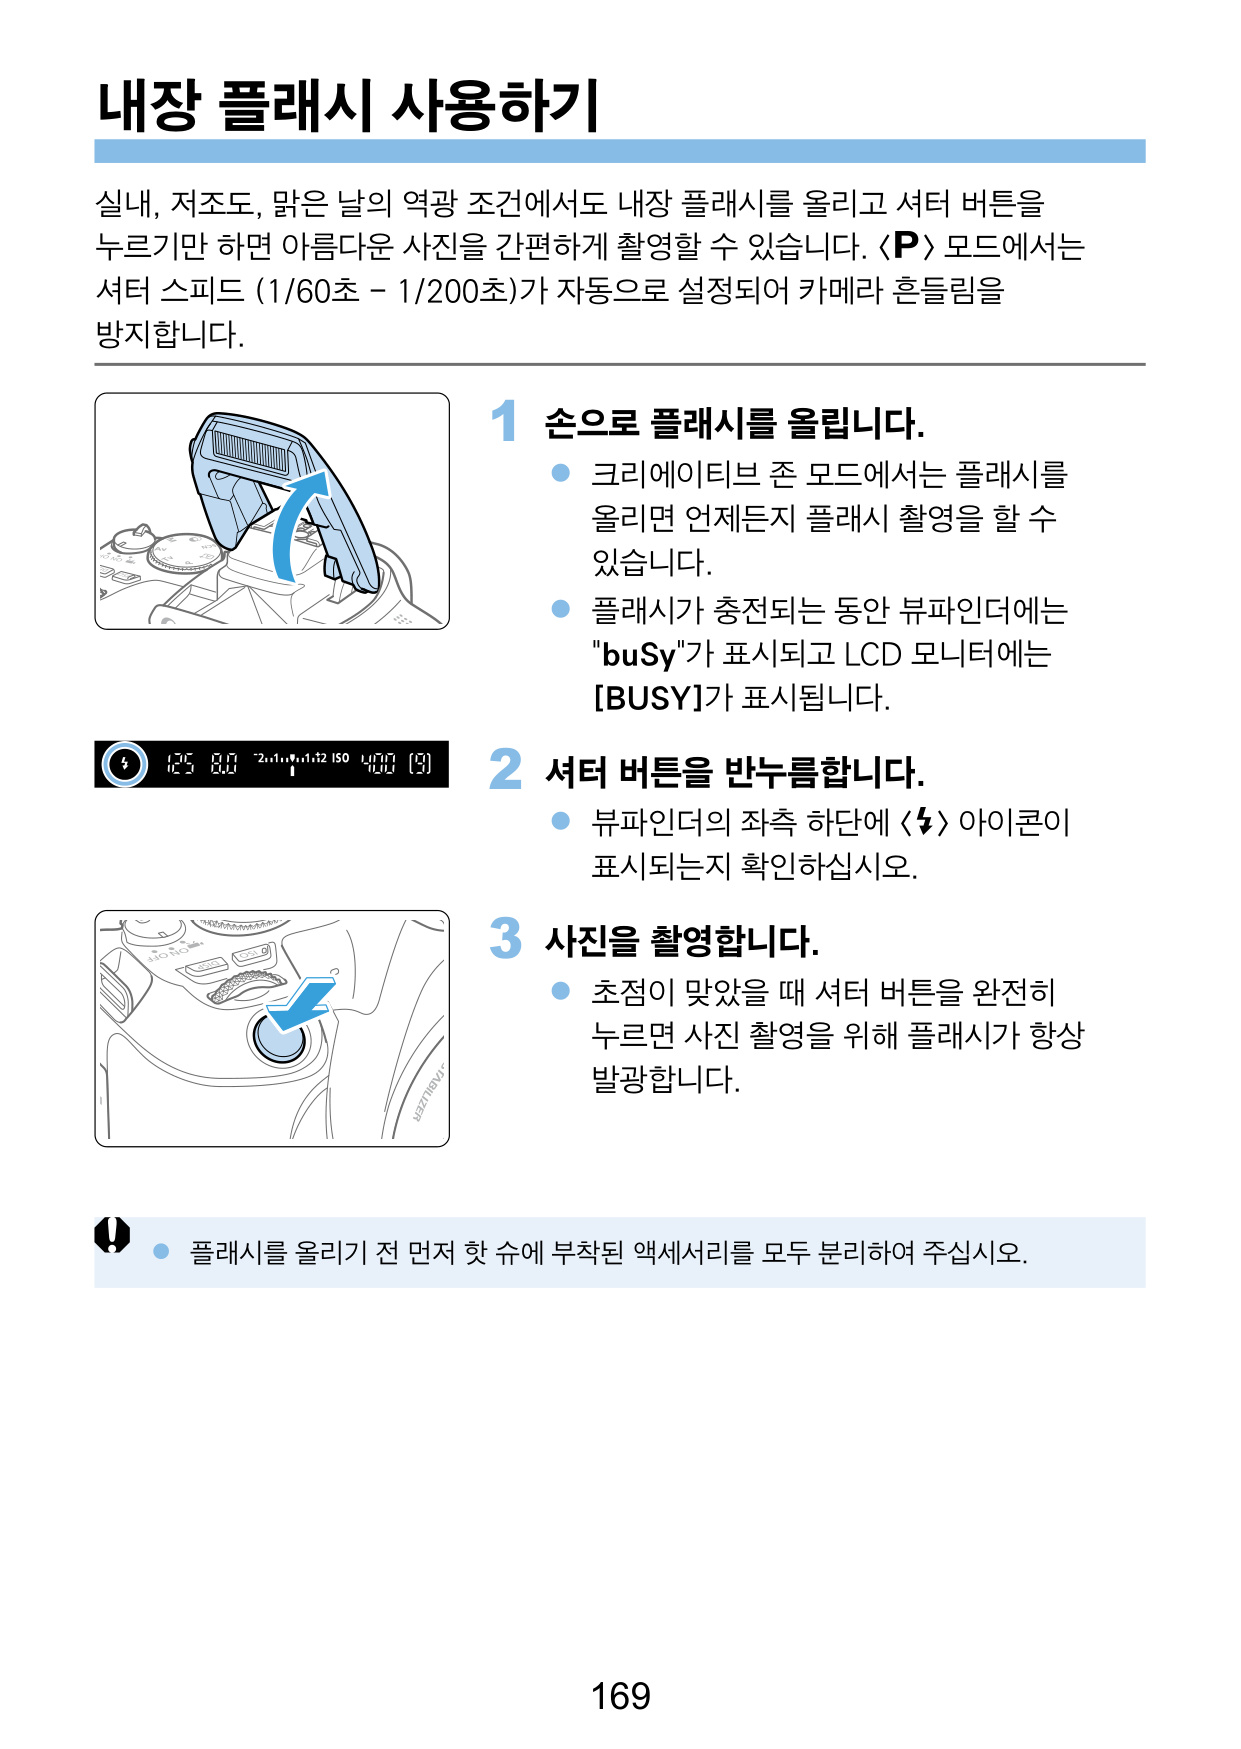 내장 플래시 사용하기
실내, 저조도, 맑은 날의 역광 조건에서도 내장 플래시를 올리고 셔터 버튼을
누르기만 하면 아름다운 사진을 간편하게 촬영할 수 있습니다. <P> 모드에서는
셔터 스피드 (1/60초 – 1/200초)가 자동으로 설정되어 카메라 흔들림을
방지합니다.
1 손으로 플래시를 올립니다.
● 크리에이티브 존 모드에서는 플래시를
올리면 언제든지 플래시 촬영을 할 수
있습니다.
● 플래시가 충전되는 동안 뷰파인더에는
"buSy"가 표시되고 LCD 모니터에는
[BUSY]가 표시됩니다.
125 8.0 -2..1..▼..1..+2 ISO 400 [9]
2 셔터 버튼을 반누름합니다.
● 뷰파인더의 좌측 하단에 <⚡> 아이콘이
표시되는지 확인하십시오.
OFF ON
DISP ISO
STABILIZER
3 사진을 촬영합니다.
● 초점이 맞았을 때 셔터 버튼을 완전히
누르면 사진 촬영을 위해 플래시가 항상
발광합니다.
● 플래시를 올리기 전 먼저 핫 슈에 부착된 액세서리를 모두 분리하여 주십시오.
169